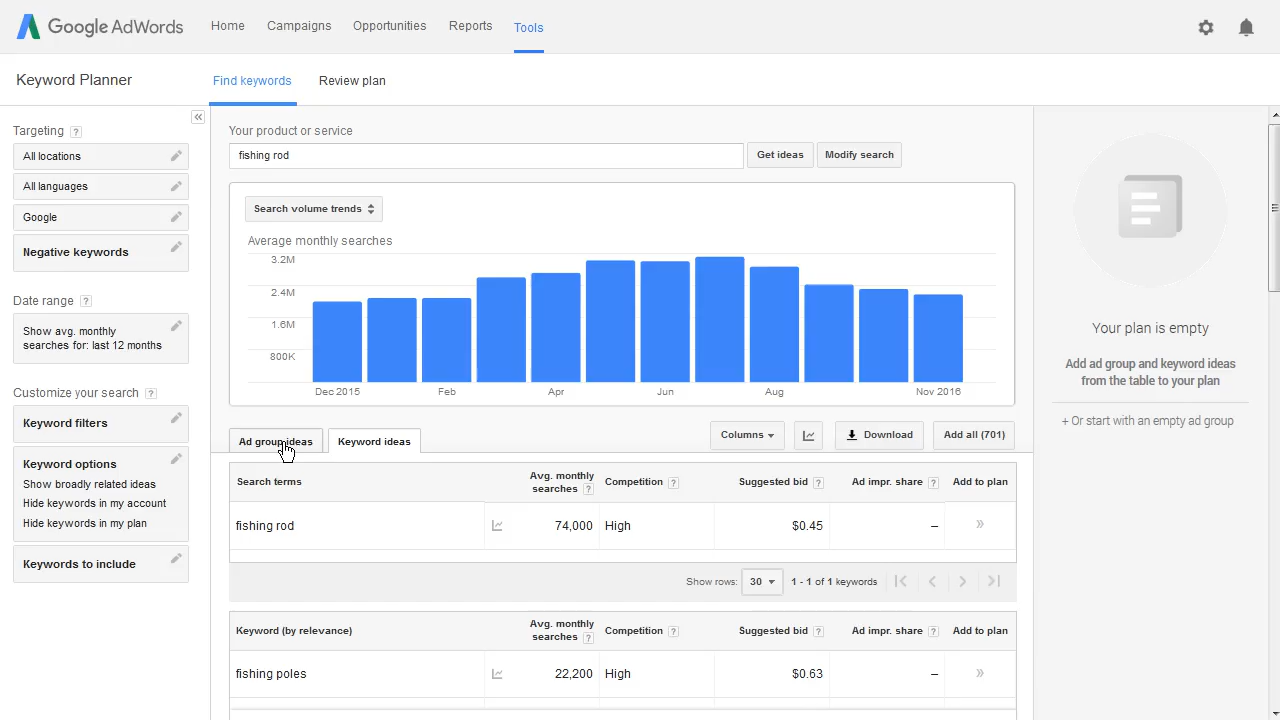 Google AdWords
Home Campaigns Opportunities Reports Tools
Keyword Planner
Find keywords Review plan
«
Targeting ?
All locations
All languages
Google
Negative keywords
Date range ?
Show avg. monthly
searches for: last 12 months
Customize your search ?
Keyword filters
Keyword options
Show broadly related ideas
Hide keywords in my account
Hide keywords in my plan
Keywords to include
Your product or service
fishing rod
Get ideas Modify search
Search volume trends
Average monthly searches
3.2M
2.4M
1.6M
800K
Dec 2015 Feb Apr Jun Aug Nov 2016
Ad group ideas Keyword ideas
Columns Download Add all (701)
Search terms Avg. monthly searches ? Competition ? Suggested bid ? Ad impr. share ? Add to plan
fishing rod 74,000 High $0.45 – »
Show rows: 30 1 - 1 of 1 keywords
Keyword (by relevance) Avg. monthly searches ? Competition ? Suggested bid ? Ad impr. share ? Add to plan
fishing poles 22,200 High $0.63 – »
Your plan is empty
Add ad group and keyword ideas
from the table to your plan
+ Or start with an empty ad group